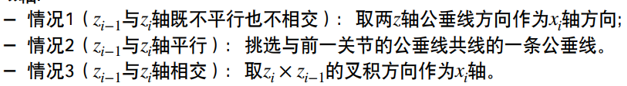 – 情况1（z_{i-1}与z_i轴既不平行也不相交）：取两z轴公垂线方向作为x_i轴方向;
– 情况2（z_{i-1}与z_i轴平行）：挑选与前一关节的公垂线共线的一条公垂线。
– 情况3（z_{i-1}与z_i轴相交）：取z_i × z_{i-1}的叉积方向作为x_i轴。